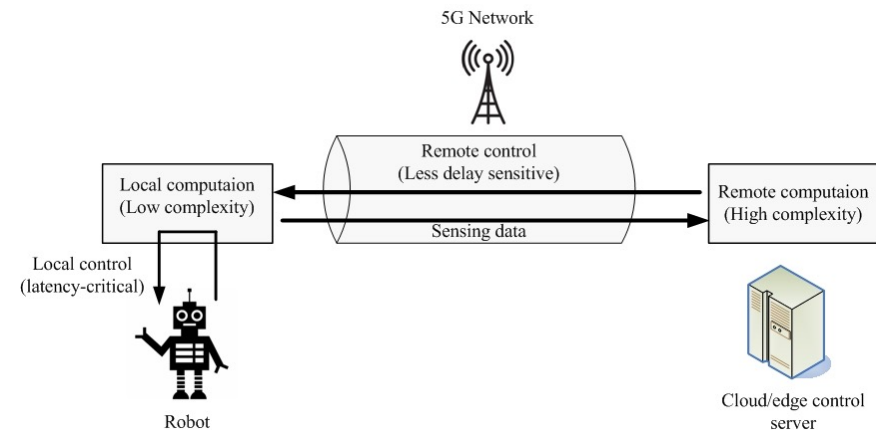 5G Network
Remote control
(Less delay sensitive)
Local computaion
(Low complexity)
Remote computaion
(High complexity)
Sensing data
Local control
(latency-critical)
Robot
Cloud/edge control
server